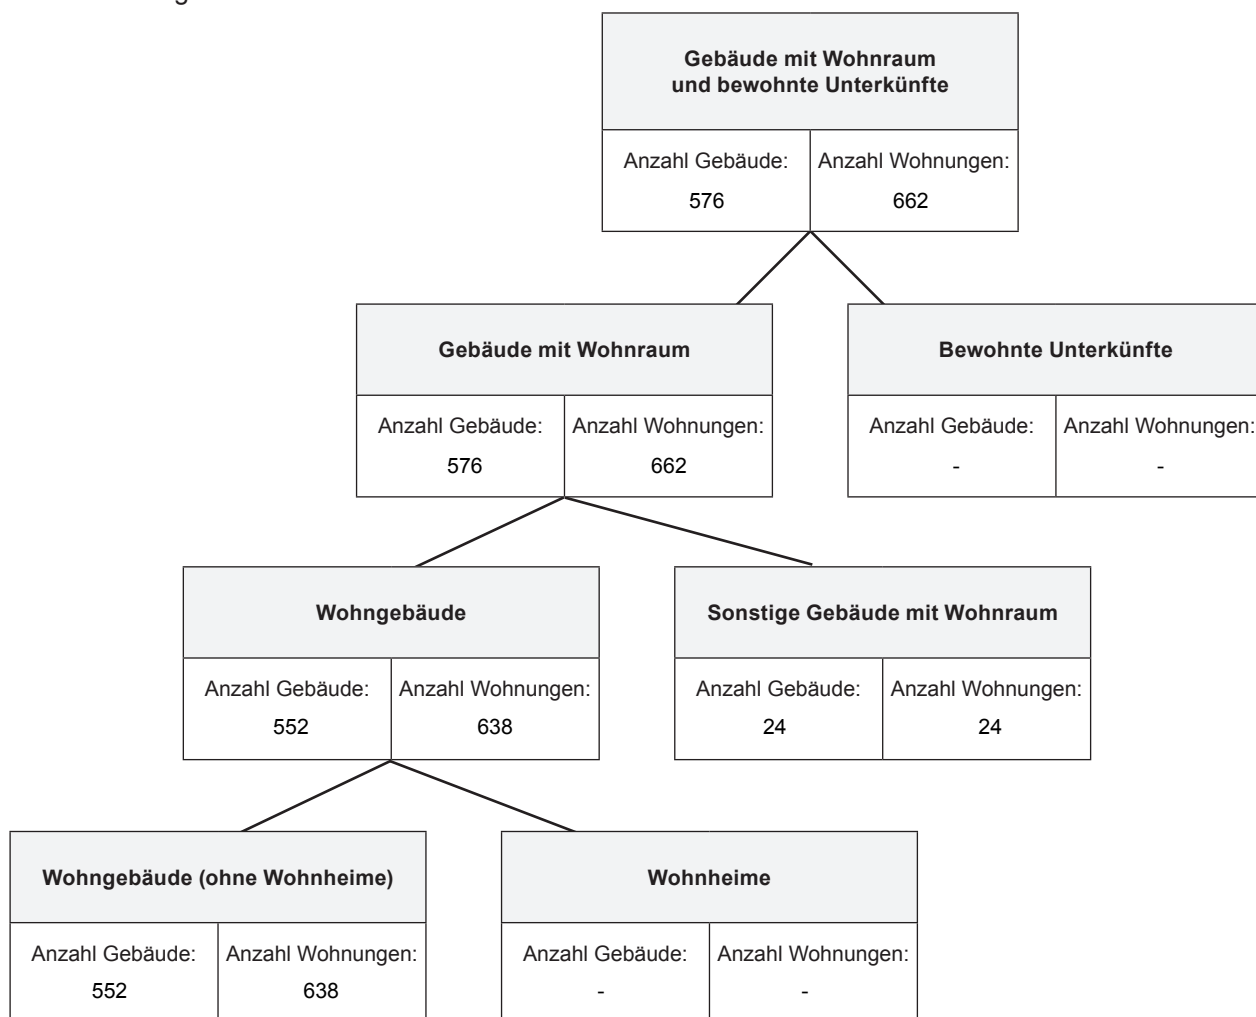 Gebäude mit Wohnraum
und bewohnte Unterkünfte
Anzahl Gebäude: Anzahl Wohnungen:
576 662
Gebäude mit Wohnraum Bewohnte Unterkünfte
Anzahl Gebäude: Anzahl Wohnungen: Anzahl Gebäude: Anzahl Wohnungen:
576 662 - -
Wohngebäude Sonstige Gebäude mit Wohnraum
Anzahl Gebäude: Anzahl Wohnungen: Anzahl Gebäude: Anzahl Wohnungen:
552 638 24 24
Wohngebäude (ohne Wohnheime) Wohnheime
Anzahl Gebäude: Anzahl Wohnungen: Anzahl Gebäude: Anzahl Wohnungen:
552 638 - -